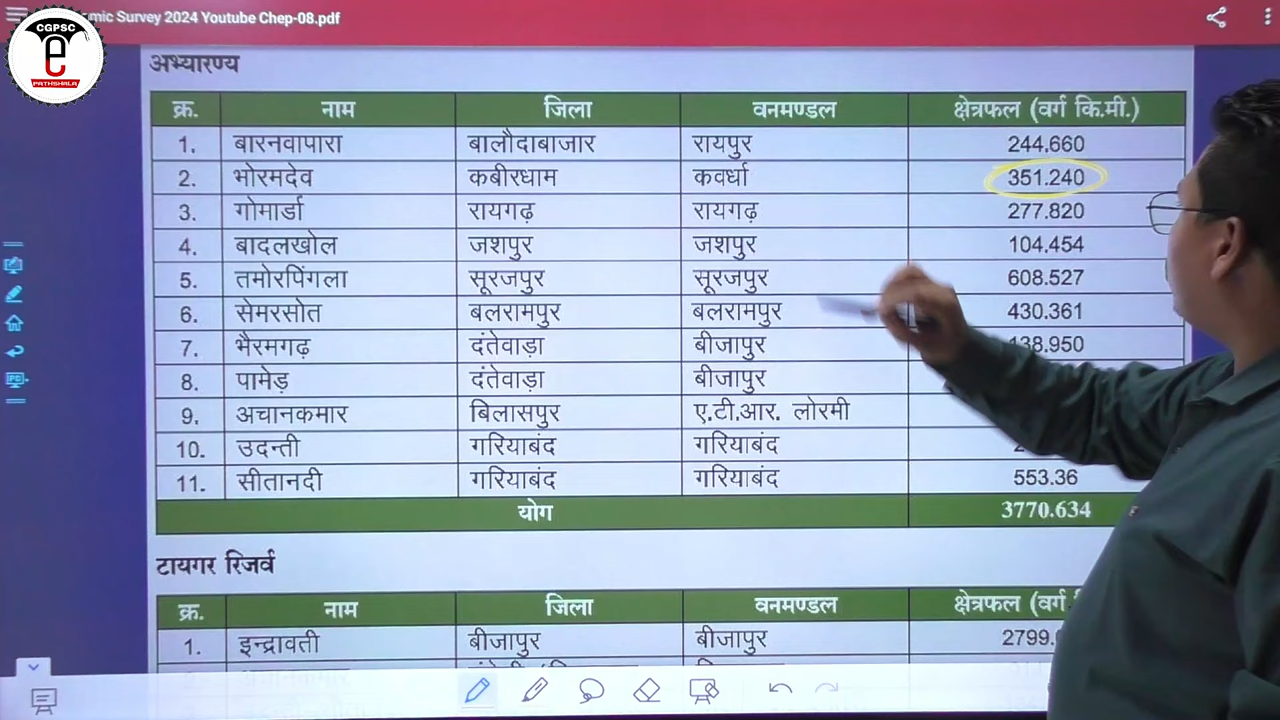 mic Survey 2024 Youtube Chep-08.pdf
CGPSC
e
PATHSHALA
अभ्यारण्य
क्र. नाम जिला वनमण्डल क्षेत्रफल (वर्ग कि.मी.)
1. बारनवापारा बालौदाबाजार रायपुर 244.660
2. भोरमदेव कबीरधाम कवर्धा 351.240
3. गोमार्डा रायगढ़ रायगढ़ 277.820
4. बादलखोल जशपुर जशपुर 104.454
5. तमोरपिंगला सूरजपुर सूरजपुर 608.527
6. सेमरसोत बलरामपुर बलरामपुर 430.361
7. भैरमगढ़ दंतेवाड़ा बीजापुर 138.950
8. पामेड़ दंतेवाड़ा बीजापुर
9. अचानकमार बिलासपुर ए.टी.आर. लोरमी
10. उदन्ती गरियाबंद गरियाबंद
11. सीतानदी गरियाबंद गरियाबंद 553.36
योग 3770.634
टायगर रिजर्व
क्र. नाम जिला वनमण्डल क्षेत्रफल (वर्ग
1. इन्द्रावती बीजापुर बीजापुर 2799.